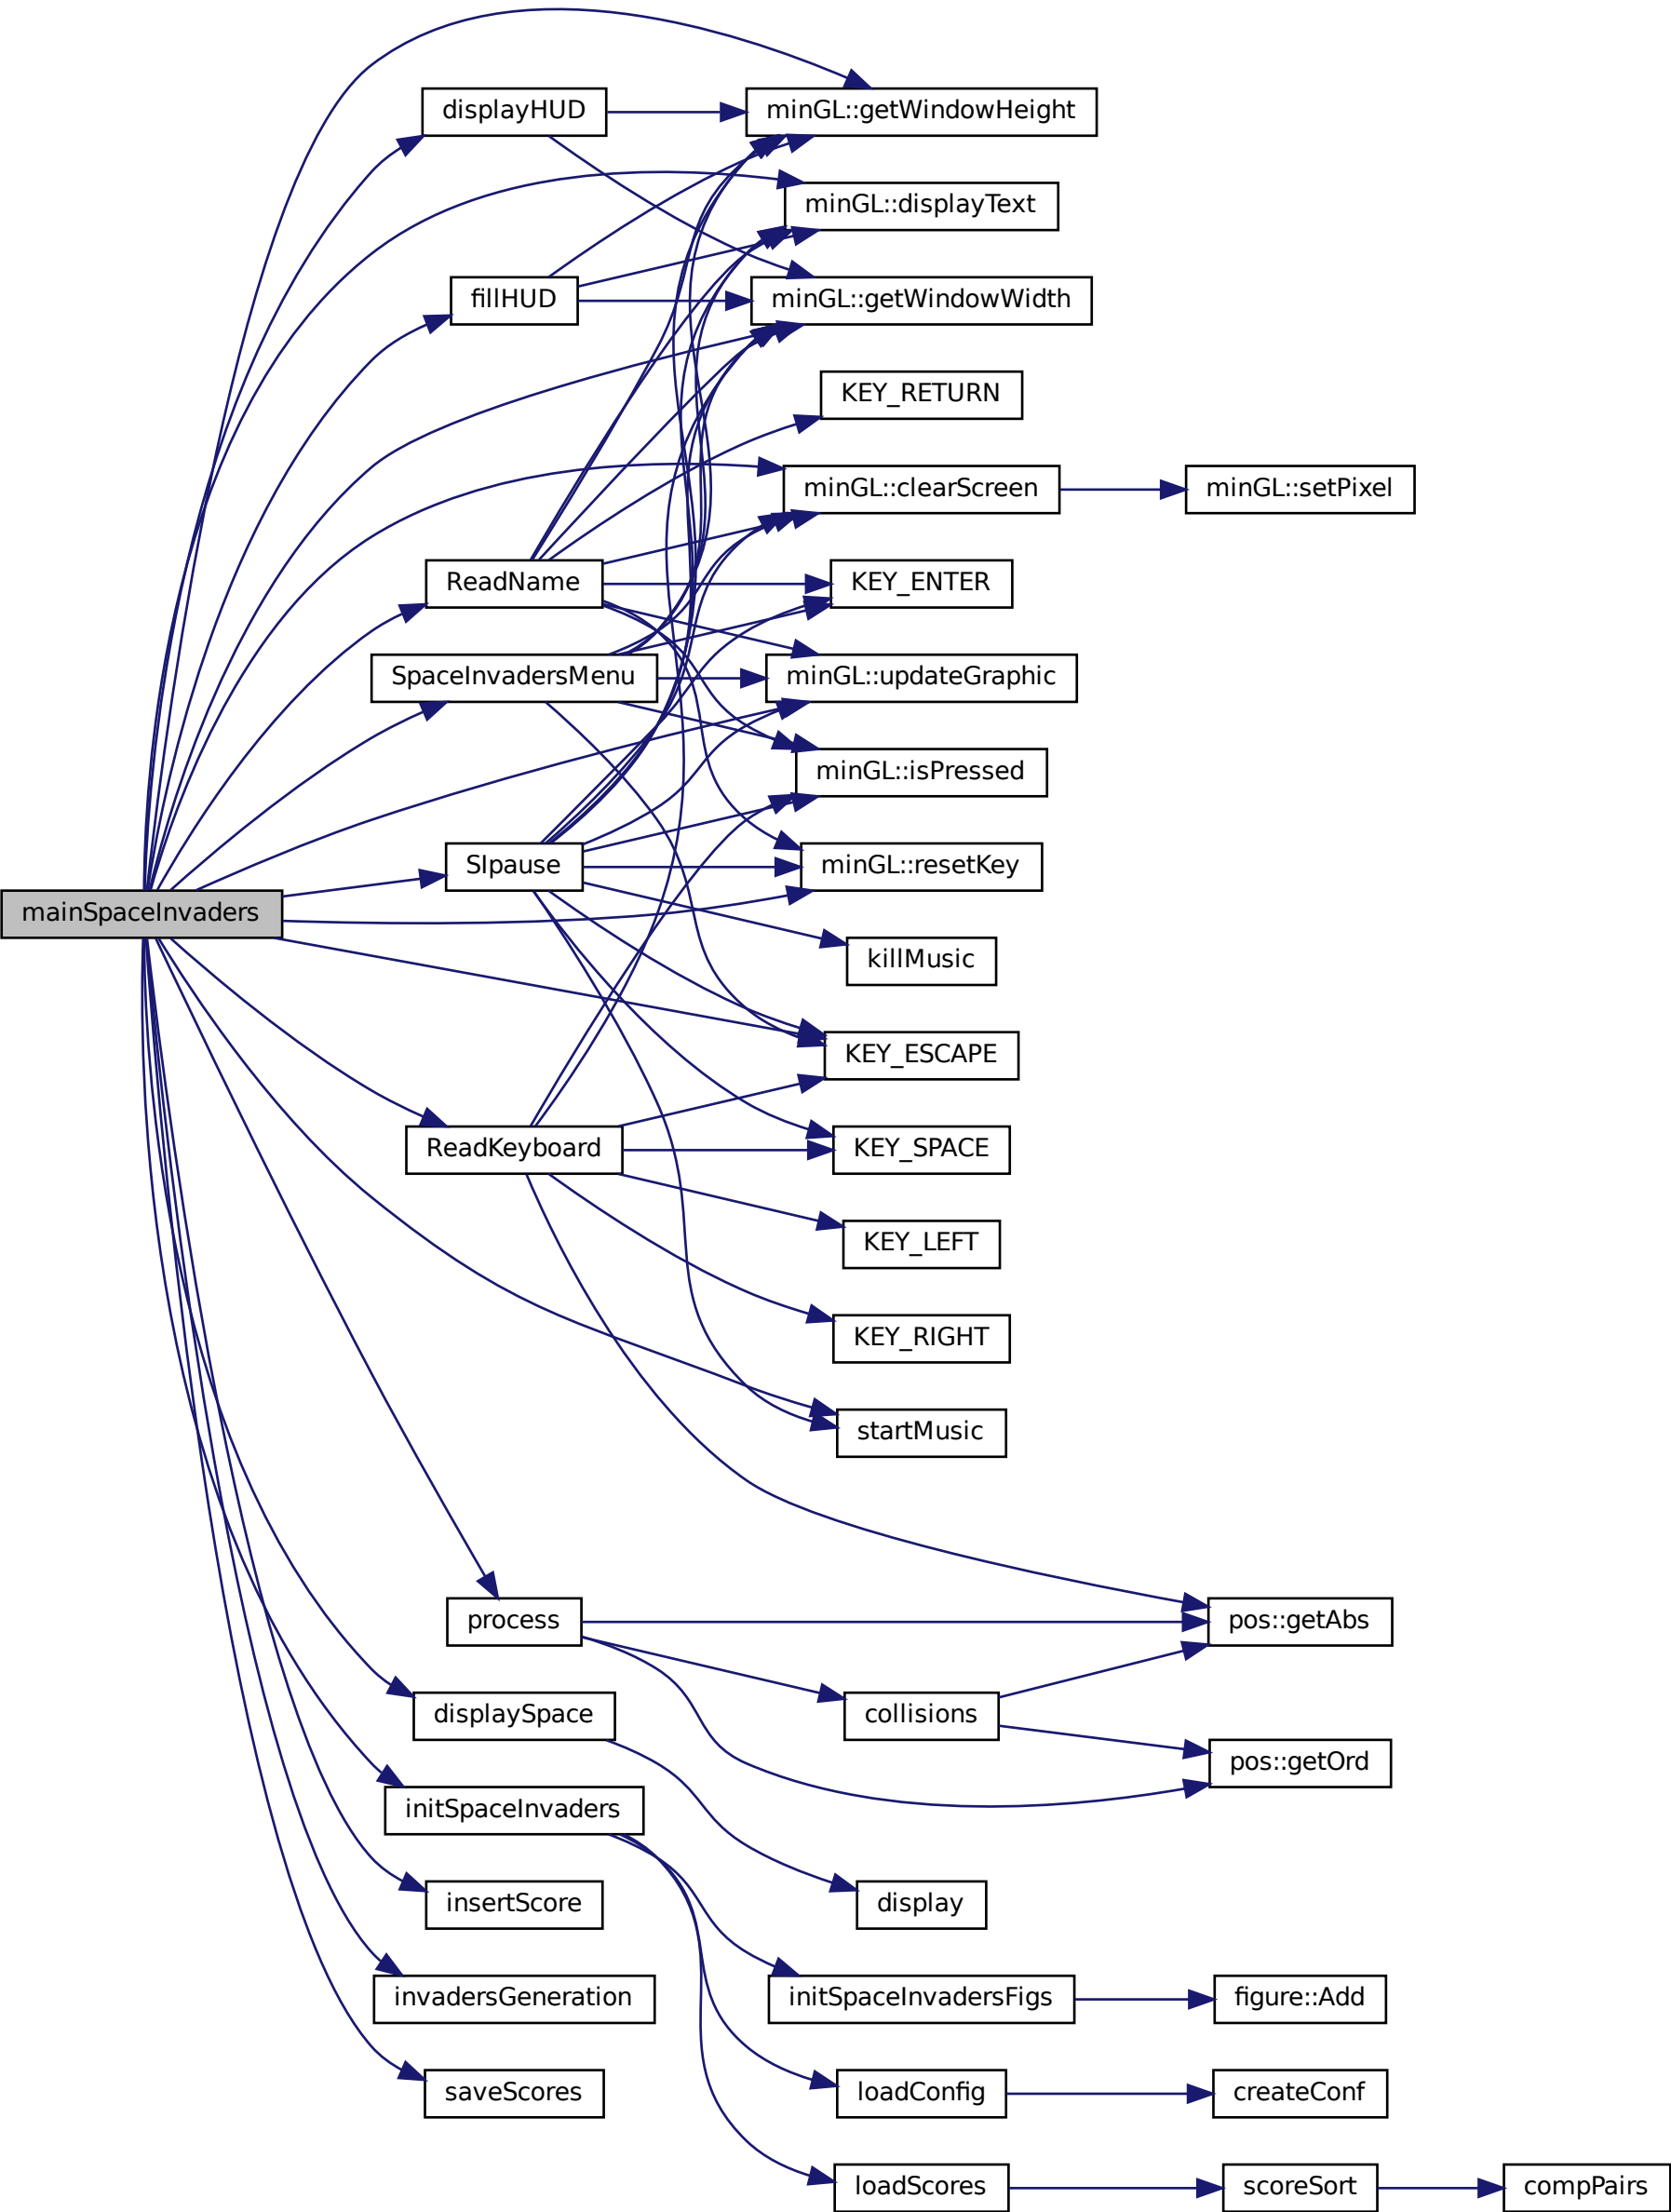 displayHUD
minGL::getWindowHeight
minGL::displayText
fillHUD
minGL::getWindowWidth
KEY_RETURN
minGL::clearScreen
minGL::setPixel
ReadName
KEY_ENTER
SpaceInvadersMenu
minGL::updateGraphic
minGL::isPressed
SIpause
minGL::resetKey
mainSpaceInvaders
killMusic
KEY_ESCAPE
ReadKeyboard
KEY_SPACE
KEY_LEFT
KEY_RIGHT
startMusic
process
pos::getAbs
displaySpace
collisions
pos::getOrd
initSpaceInvaders
insertScore
display
invadersGeneration
initSpaceInvadersFigs
figure::Add
saveScores
loadConfig
createConf
loadScores
scoreSort
compPairs